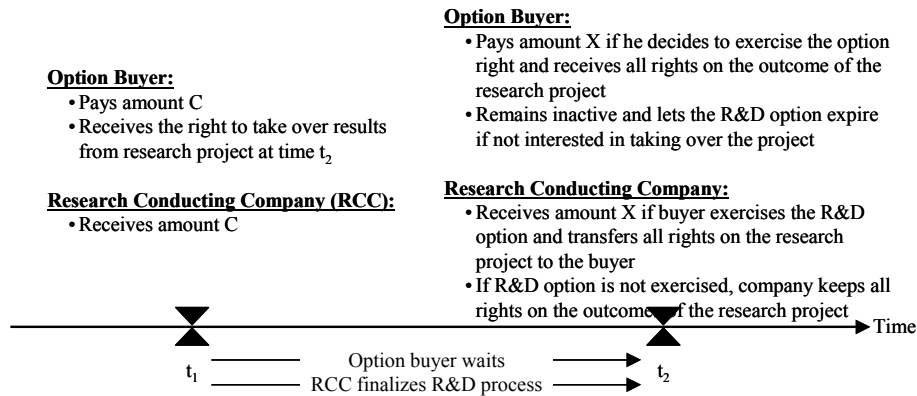 Option Buyer:
• Pays amount C
• Receives the right to take over results
from research project at time t2
Research Conducting Company (RCC):
• Receives amount C
Option Buyer:
• Pays amount X if he decides to exercise the option
right and receives all rights on the outcome of the
research project
• Remains inactive and lets the R&D option expire
if not interested in taking over the project
Research Conducting Company:
• Receives amount X if buyer exercises the R&D
option and transfers all rights on the research
project to the buyer
• If R&D option is not exercised, company keeps all
rights on the outcome of the research project
Time
t1
Option buyer waits
RCC finalizes R&D process
t2